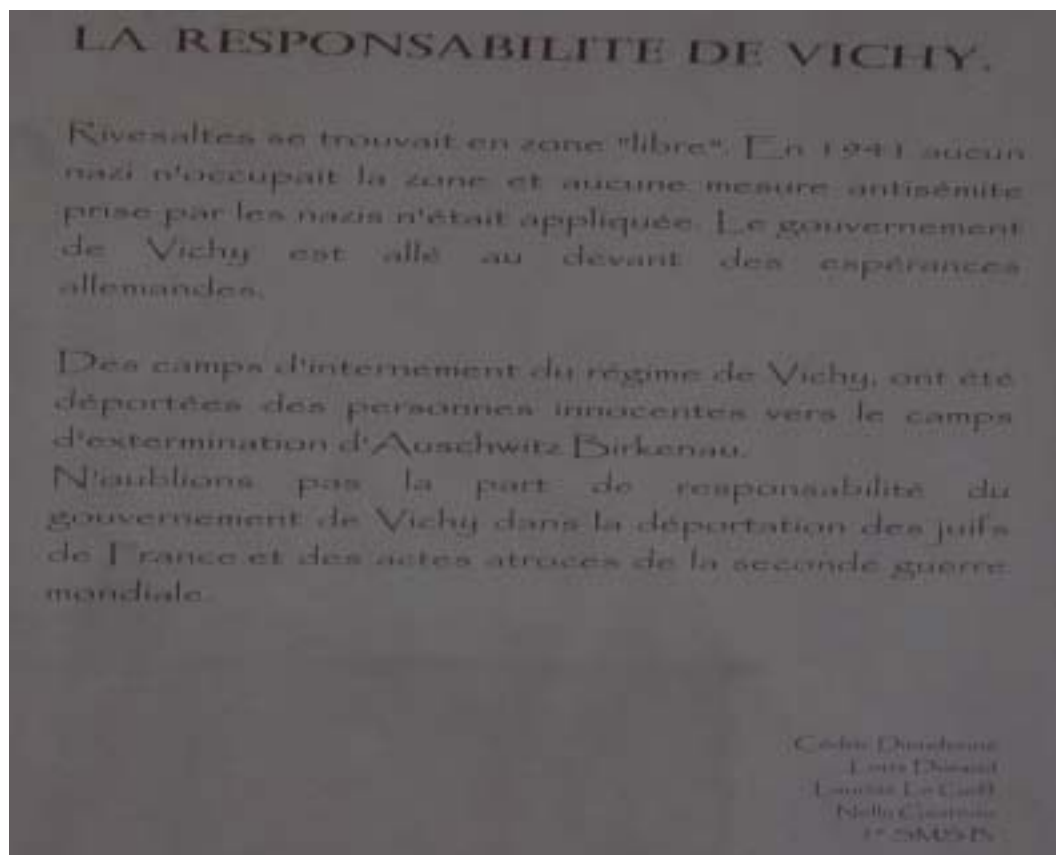 LA RESPONSABILITE DE VICHY.
Rivesaltes se trouvait en zone "libre". En 1941 aucun
nazi n'occupait la zone et aucune mesure antisémite
prise par les nazis n'était appliquée. Le gouvernement
de Vichy est allé au devant des espérances
allemandes.
Des camps d'internement du régime de Vichy, ont été
déportées des personnes innocentes vers le camps
d'extermination d'Auschwitz Birkenau.
N'oublions pas la part de responsabilité du
gouvernement de Vichy dans la déportation des juifs
de France et des actes atroces de la seconde guerre
mondiale.
Cédric
Durand
Le